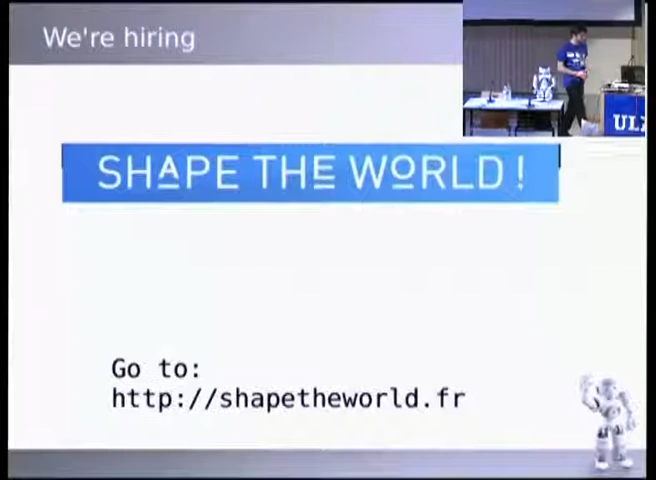 We're hiring
SHAPE THE WORLD!
Go to:
http://shapetheworld.fr